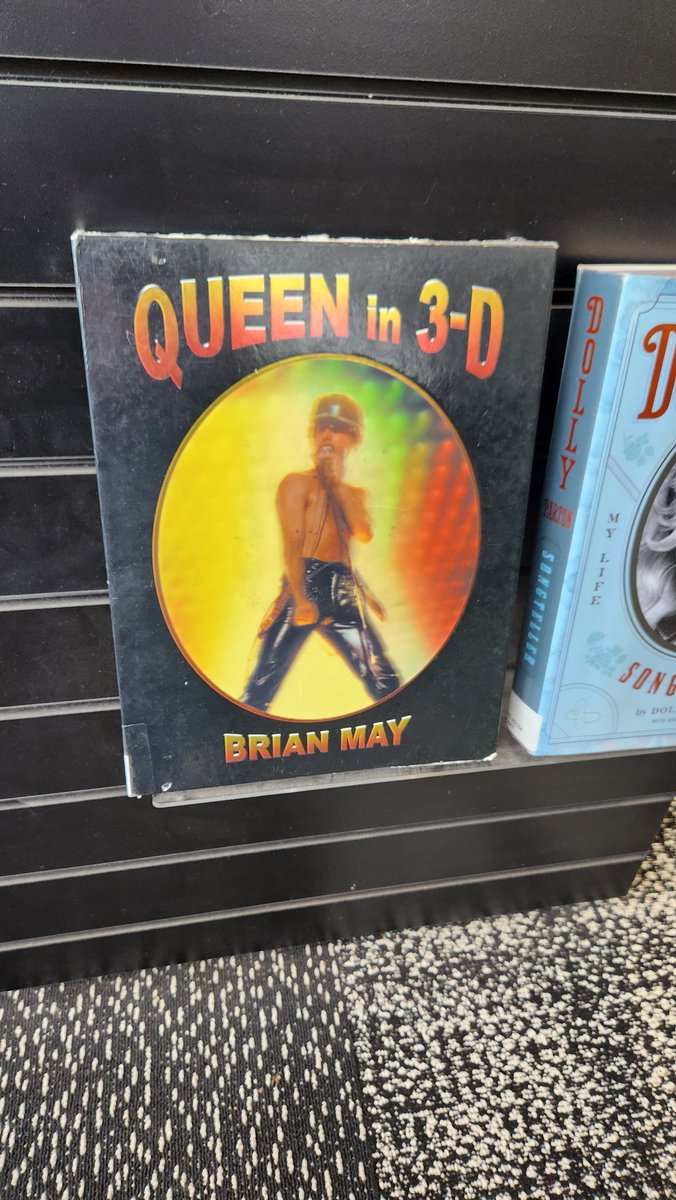 QUEEN in 3-D
BRIAN MAY
DOLLY
PARTON
SONGTELLER
D
MY LIFE
SONG
by DOL